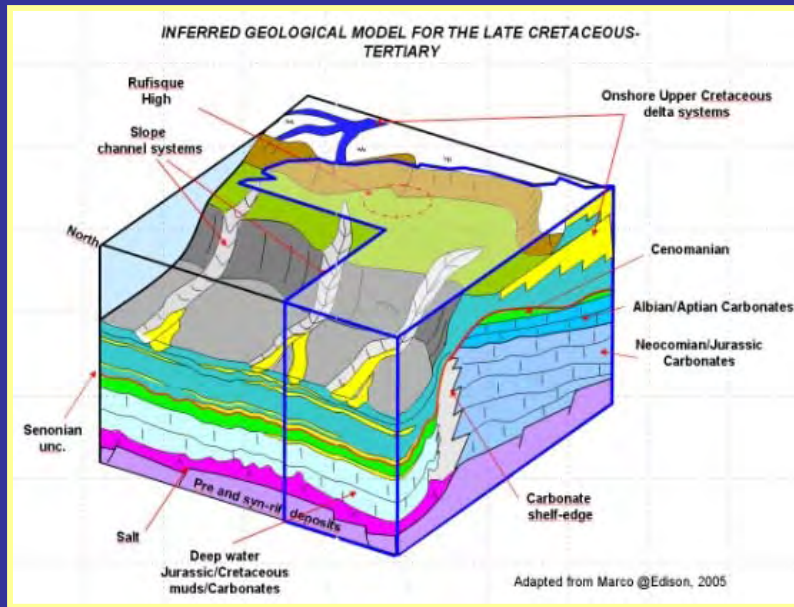 INFERRED GEOLOGICAL MODEL FOR THE LATE CRETACEOUS-
TERTIARY
Rufisque
High
Onshore Upper Cretaceous
delta systems
Slope
channel systems
North
Cenomanian
Albian/Aptian Carbonates
Neocomian/Jurassic
Carbonates
Senonian
unc.
Pre and syn-rift deposits
Carbonate
shelf-edge
Salt
Deep water
Jurassic/Cretaceous
muds/Carbonates
Adapted from Marco @Edison, 2005